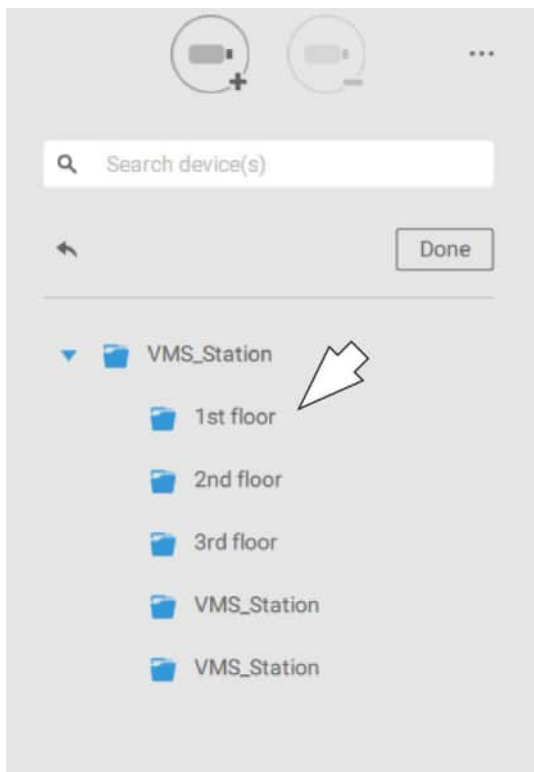 Search device(s)
Done
VMS_Station
1st floor
2nd floor
3rd floor
VMS_Station
VMS_Station